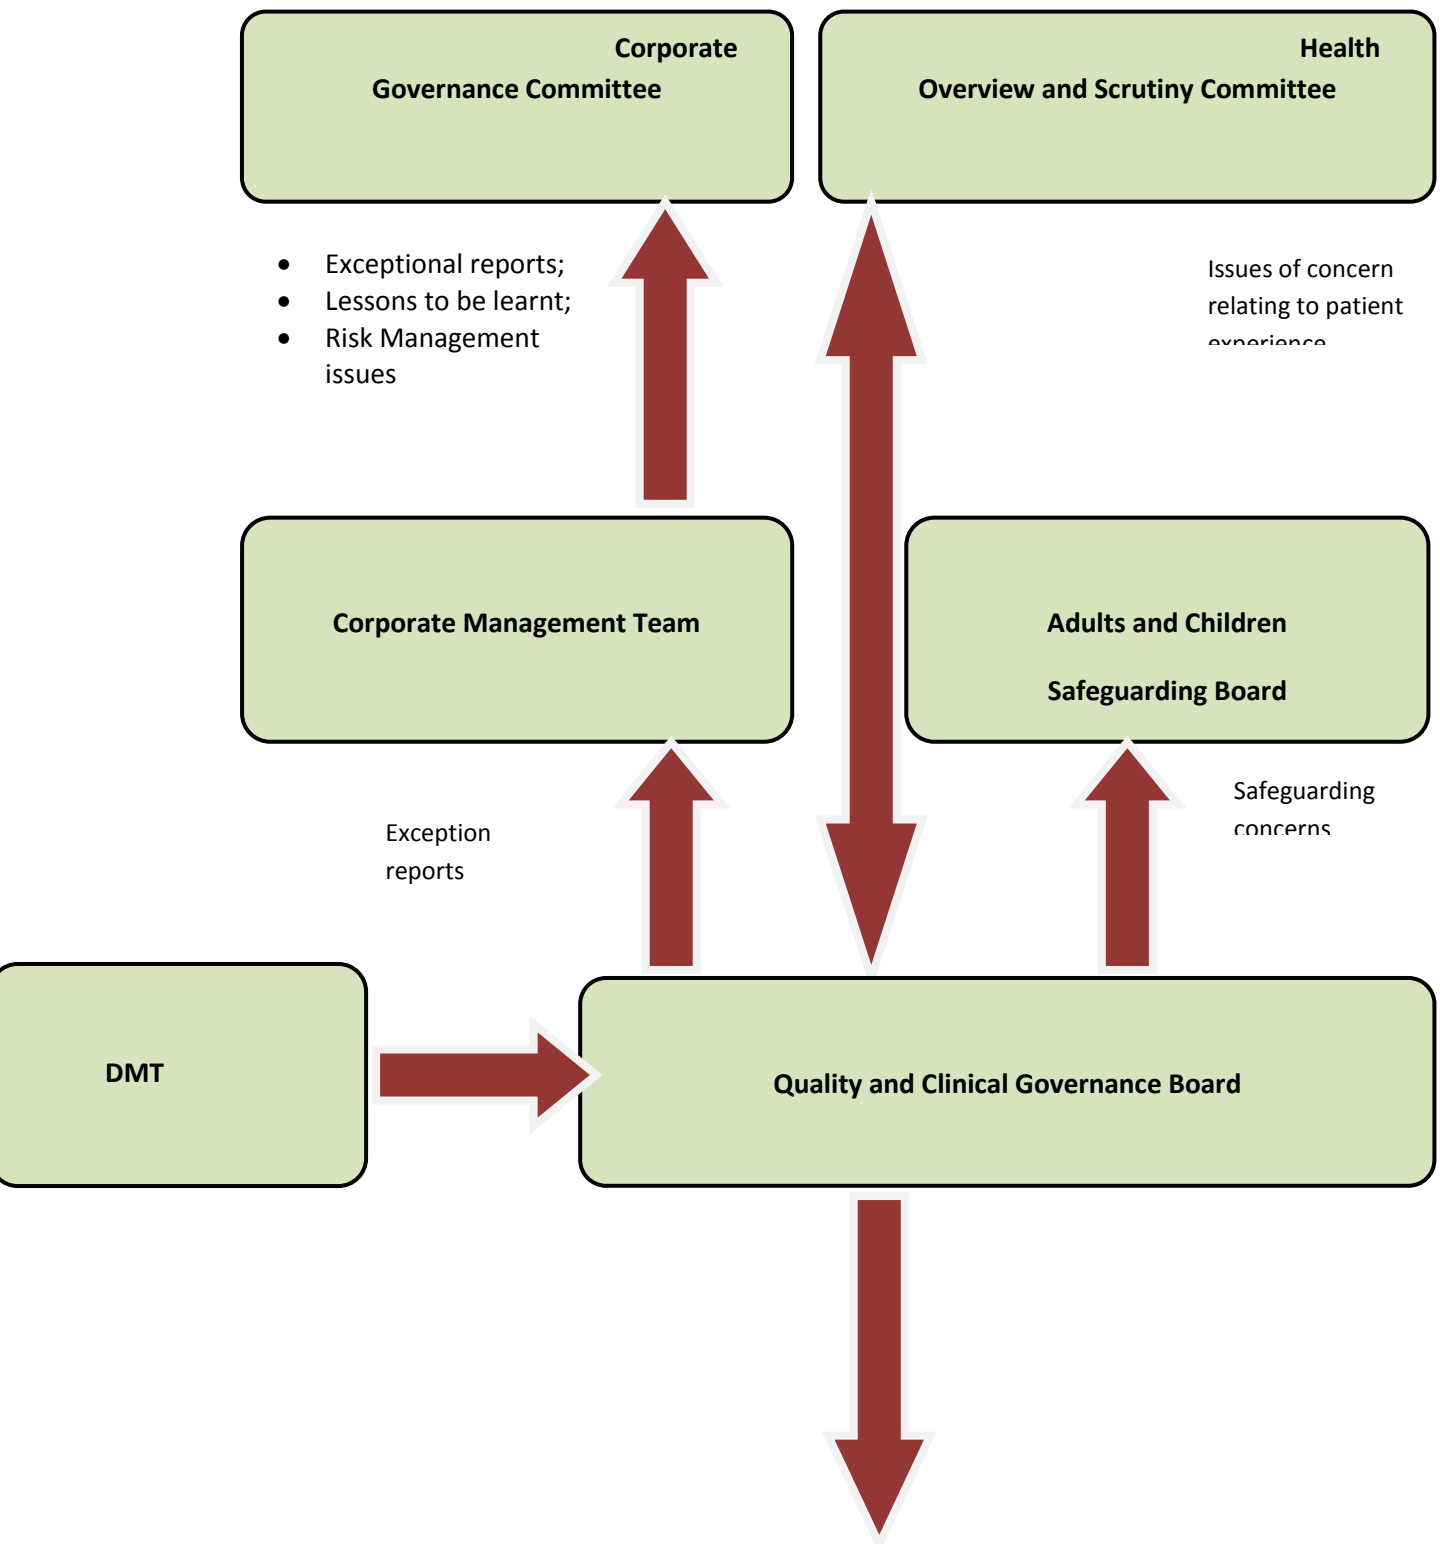 Corporate
Governance Committee
Health
Overview and Scrutiny Committee
• Exceptional reports;
• Lessons to be learnt;
• Risk Management
issues
Issues of concern
relating to patient
experience
Corporate Management Team
Adults and Children
Safeguarding Board
Exception
reports
Safeguarding
concerns
DMT
Quality and Clinical Governance Board